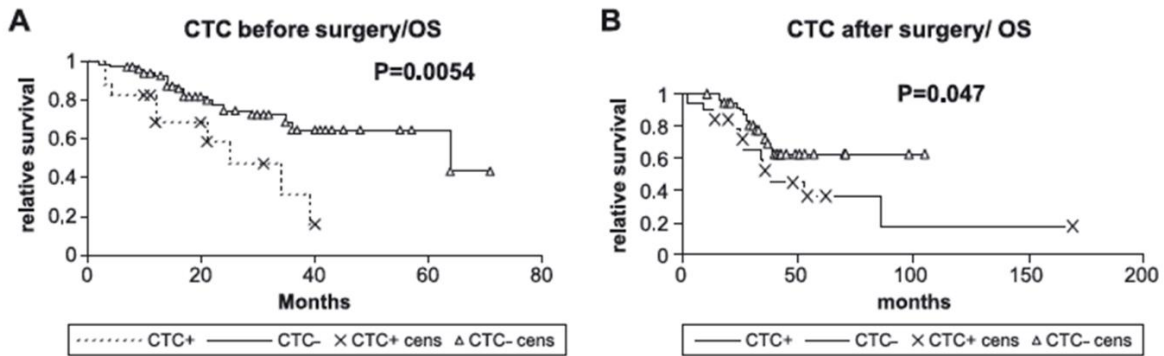 A
CTC before surgery/OS
P=0.0054
relative survival
1
0.8
0.6
0.4
0,2
0
0
20
40
60
80
Months
CTC+
CTC–
CTC+ cens
CTC– cens
B
CTC after surgery/ OS
P=0.047
relative survival
1
0.8
0.6
0.4
0.2
0
0
50
100
150
200
months
CTC+
CTC–
CTC+ cens
CTC– cens